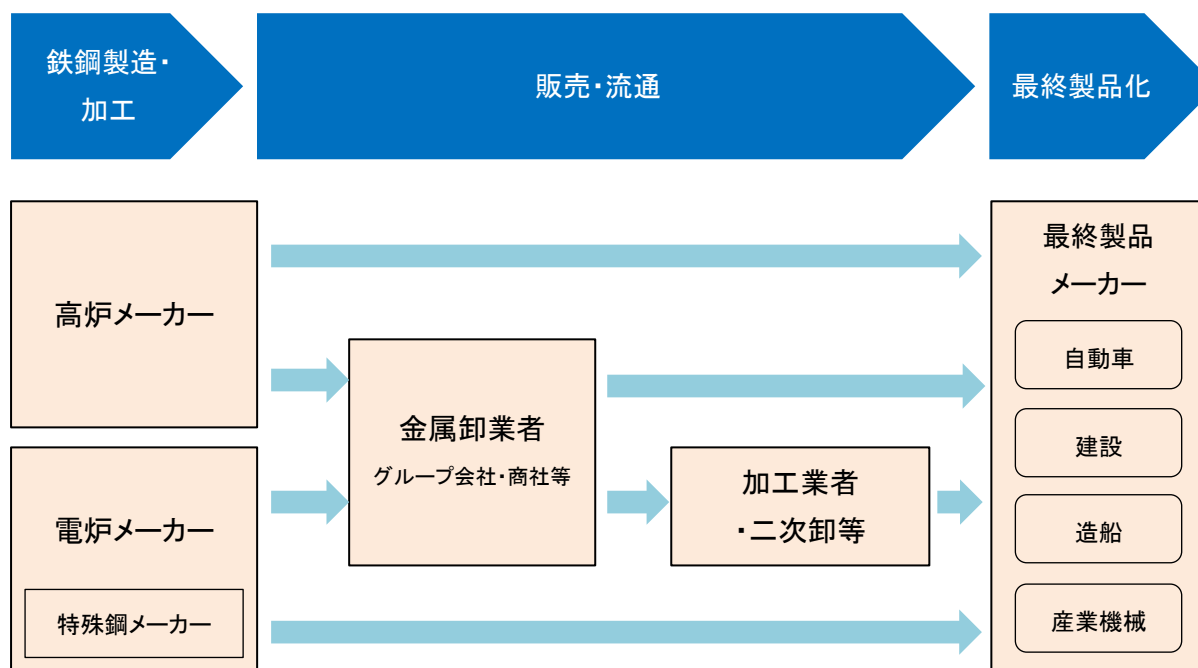 鉄鋼製造・
加工
販売・流通
最終製品化
高炉メーカー
電炉メーカー
特殊鋼メーカー
金属卸業者
グループ会社・商社等
加工業者
・二次卸等
最終製品
メーカー
自動車
建設
造船
産業機械